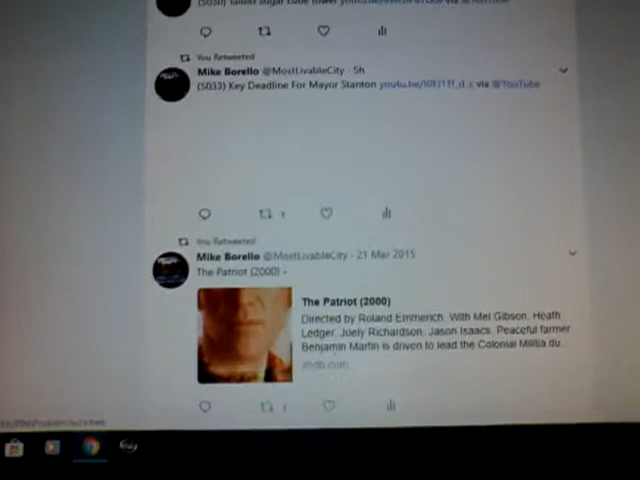 You Retweeted
Mike Borello @MostLivableCity · 5h
(5033) Key Deadline For Mayor Stanton via @YouTube
1
You Retweeted
Mike Borello @MostLivableCity · 21 Mar 2015
The Patriot (2000) -
The Patriot (2000)
Directed by Roland Emmerich. With Mel Gibson, Heath
Ledger, Joely Richardson, Jason Isaacs. Peaceful farmer
Benjamin Martin is driven to lead the Colonial Militia du...
imdb.com